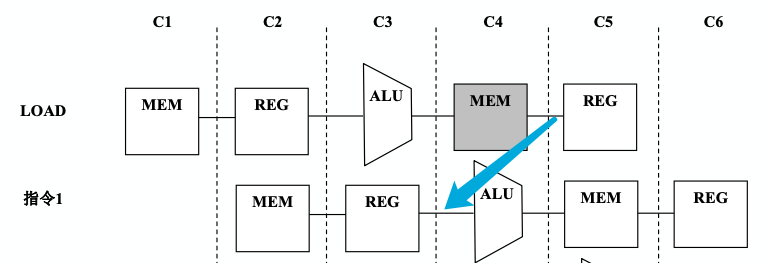 C1 C2 C3 C4 C5 C6
LOAD MEM REG ALU MEM REG
指令1 MEM REG ALU MEM REG